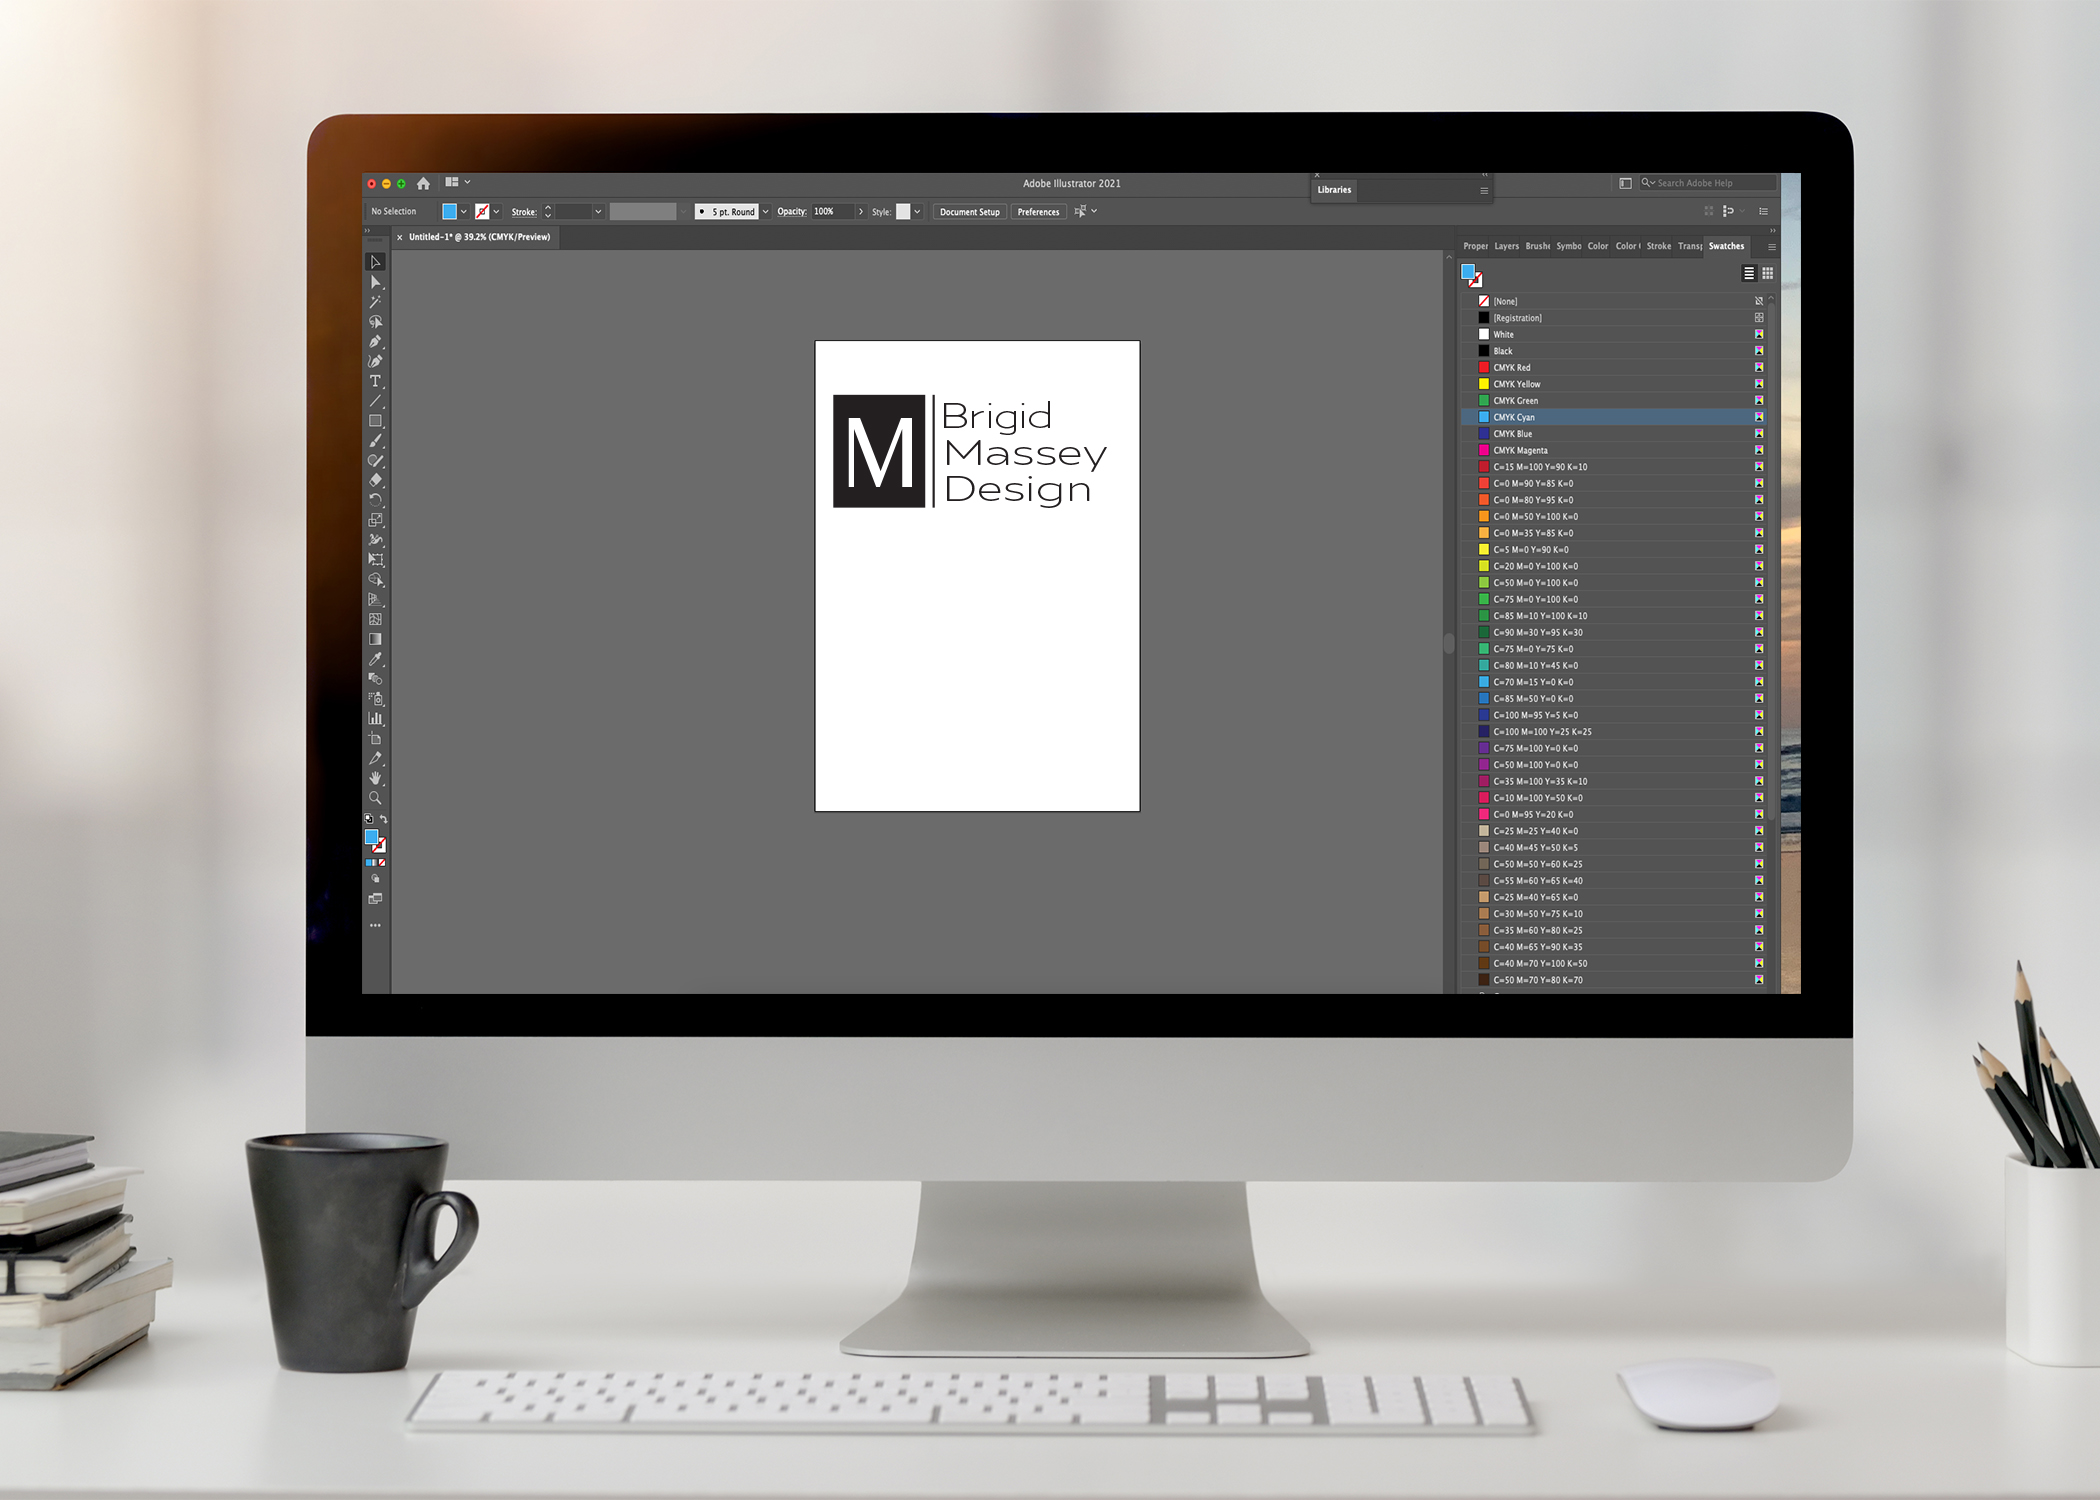 Adobe Illustrator 2021
Libraries
Search Adobe Help
No Selection
Stroke:
5 pt. Round
Opacity: 100%
Style:
Document Setup
Preferences
× Untitled-1* @ 39.2% (CMYK/Preview)
Proper Layers Brushe Symbo Color Color Stroke Transp Swatches
[None]
[Registration]
White
Black
CMYK Red
CMYK Yellow
CMYK Green
CMYK Cyan
CMYK Blue
CMYK Magenta
C=15 M=100 Y=90 K=10
C=0 M=90 Y=85 K=0
C=0 M=80 Y=95 K=0
C=0 M=50 Y=100 K=0
C=0 M=35 Y=85 K=0
C=5 M=0 Y=90 K=0
C=20 M=0 Y=100 K=0
C=50 M=0 Y=100 K=0
C=75 M=0 Y=100 K=0
C=85 M=10 Y=100 K=10
C=90 M=30 Y=95 K=30
C=75 M=0 Y=75 K=0
C=80 M=10 Y=45 K=0
C=70 M=15 Y=0 K=0
C=85 M=50 Y=0 K=0
C=100 M=95 Y=5 K=0
C=100 M=100 Y=25 K=25
C=75 M=100 Y=0 K=0
C=50 M=100 Y=0 K=0
C=35 M=100 Y=35 K=10
C=10 M=100 Y=50 K=0
C=0 M=95 Y=20 K=0
C=25 M=25 Y=40 K=0
C=40 M=45 Y=50 K=5
C=50 M=50 Y=60 K=25
C=55 M=60 Y=65 K=40
C=25 M=40 Y=65 K=0
C=30 M=50 Y=75 K=10
C=35 M=60 Y=80 K=25
C=40 M=65 Y=90 K=35
C=40 M=70 Y=100 K=50
C=50 M=70 Y=80 K=70
M
Brigid
Massey
Design